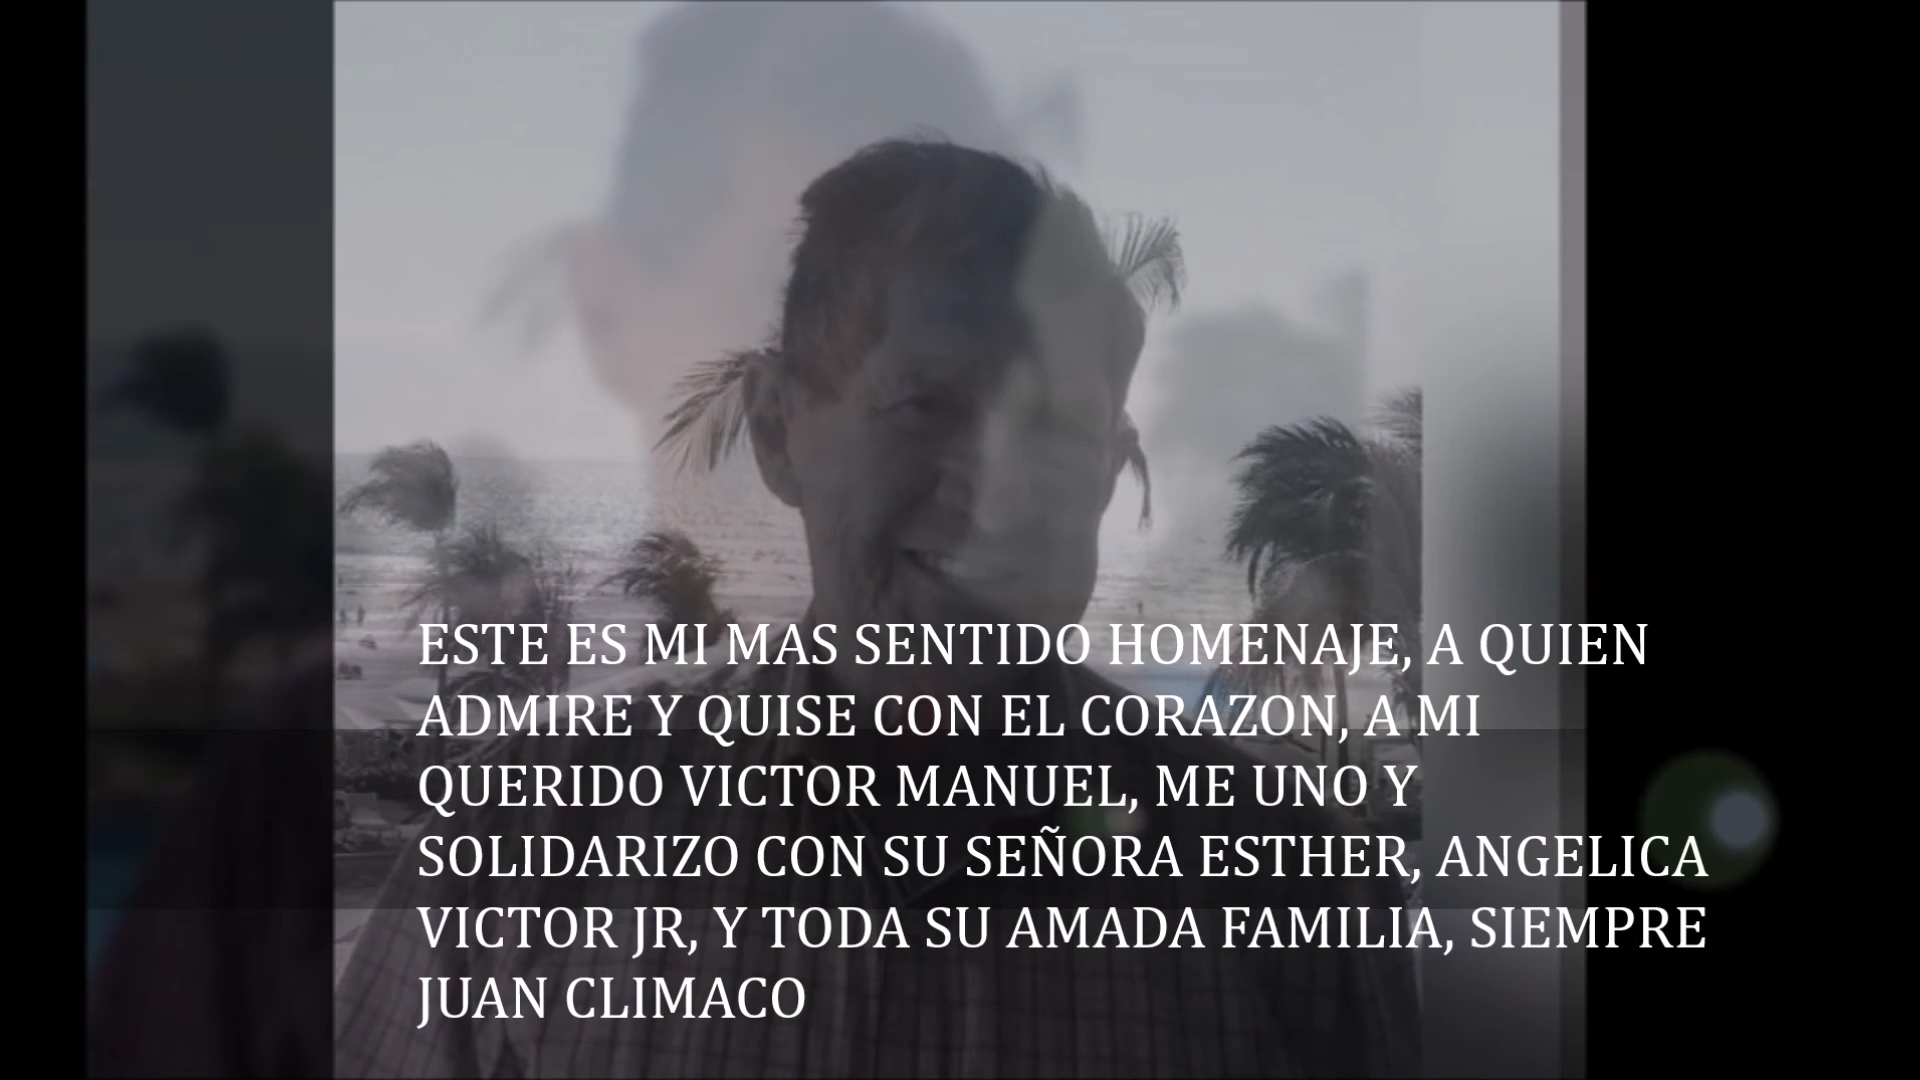 ESTE ES MI MAS SENTIDO HOMENAJE, A QUIEN
ADMIRE Y QUISE CON EL CORAZON, A MI
QUERIDO VICTOR MANUEL, ME UNO Y
SOLIDARIZO CON SU SEÑORA ESTHER, ANGELICA
VICTOR JR, Y TODA SU AMADA FAMILIA, SIEMPRE
JUAN CLIMACO